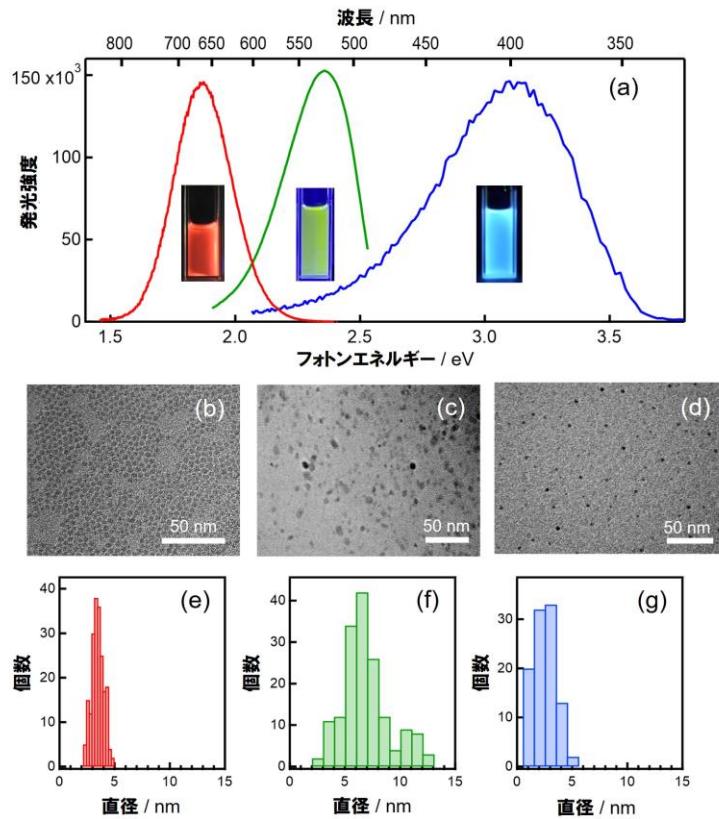 波長 / nm
800 700 650 600 550 500 450 400 350
150 x10³
(a)
100
発光強度
50
0
1.5 2.0 2.5 3.0 3.5
フォトンエネルギー / eV
(b) (c) (d)
50 nm 50 nm 50 nm
(e) (f) (g)
40 40 30
30 30 20
20 20 10
10 10 0
0 0
個数 個数 個数
0 5 10 15 0 5 10 15 0 5 10 15
直径 / nm 直径 / nm 直径 / nm